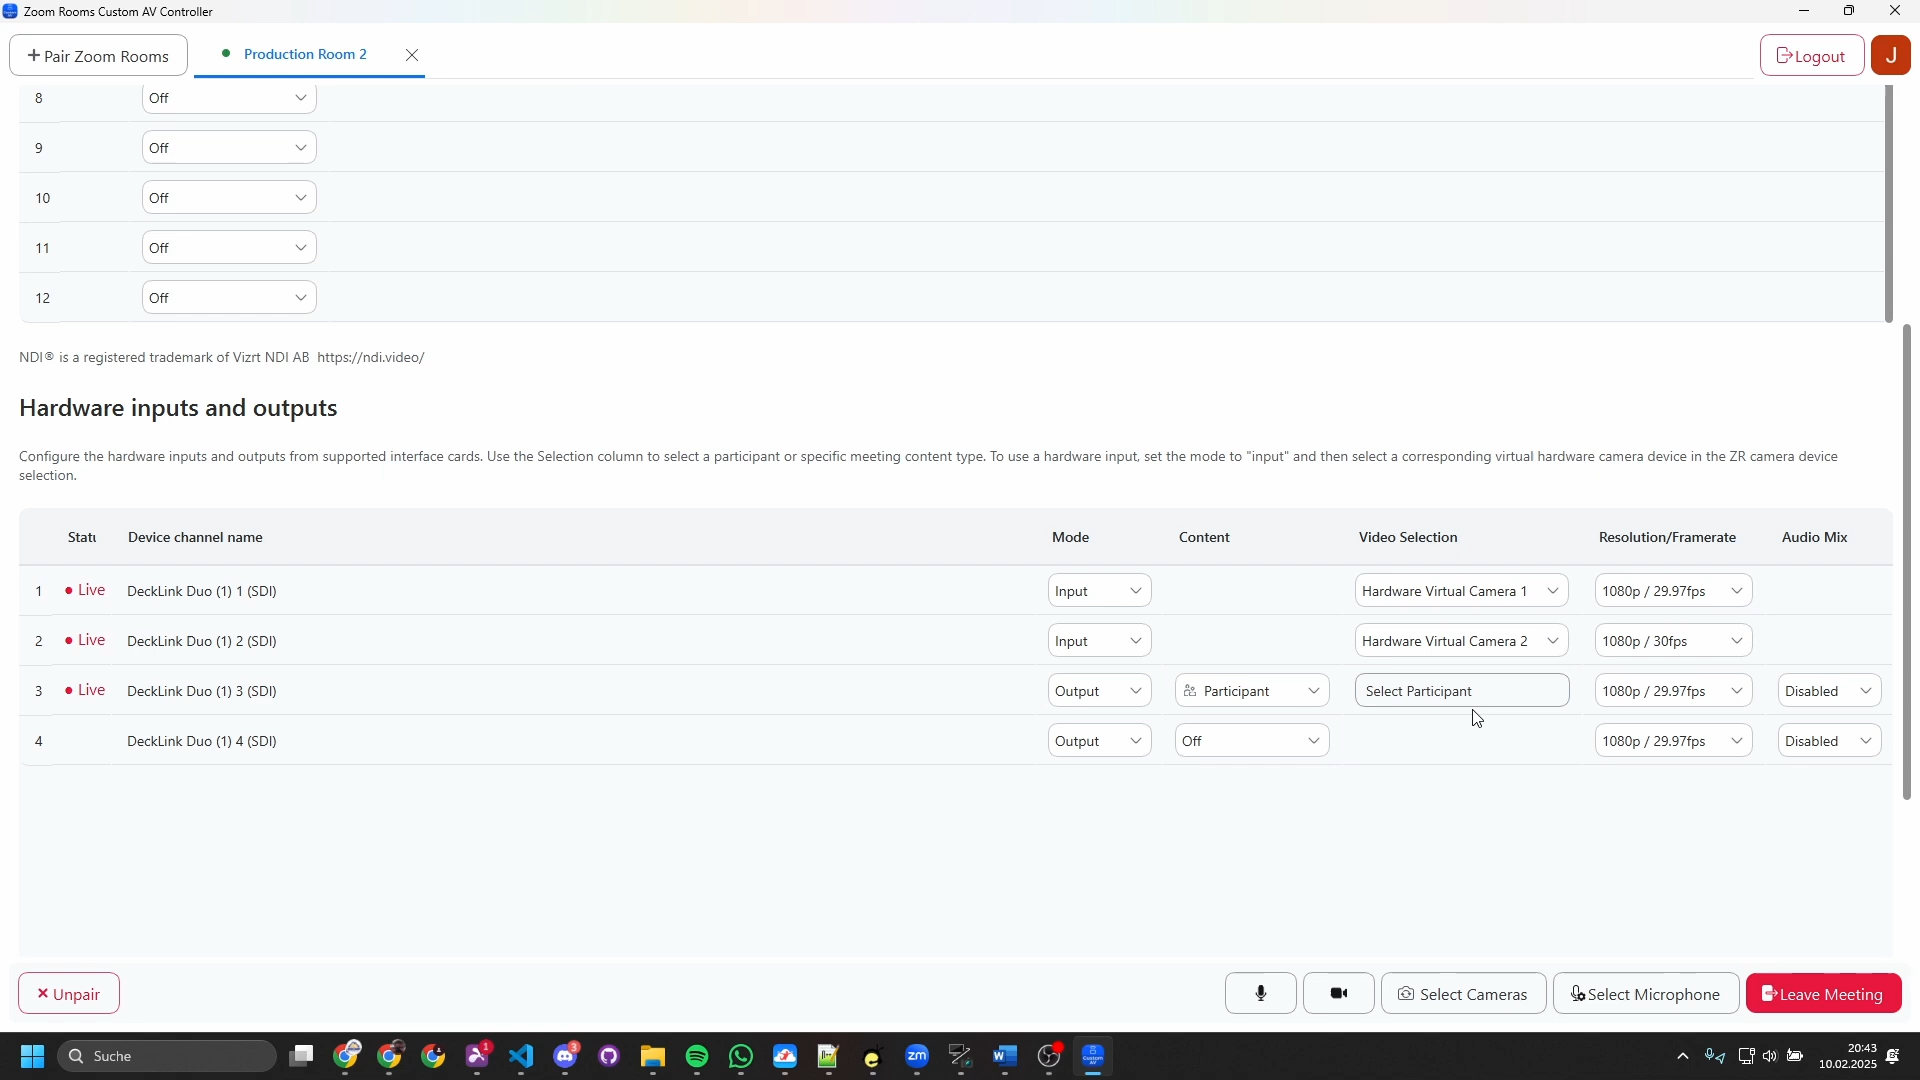 Zoom Rooms Custom AV Controller
Pair Zoom Rooms
Production Room 2
Logout
J
8 Off
9 Off
10 Off
11 Off
12 Off
NDI® is a registered trademark of Vizrt NDI AB https://ndi.video/
Hardware inputs and outputs
Configure the hardware inputs and outputs from supported interface cards. Use the Selection column to select a participant or specific meeting content type. To use a hardware input, set the mode to "input" and then select a corresponding virtual hardware camera device in the ZR camera device
selection.
Statu Device channel name Mode Content Video Selection Resolution/Framerate Audio Mix
1 Live DeckLink Duo (1) 1 (SDI) Input Hardware Virtual Camera 1 1080p / 29.97fps
2 Live DeckLink Duo (1) 2 (SDI) Input Hardware Virtual Camera 2 1080p / 30fps
3 Live DeckLink Duo (1) 3 (SDI) Output Participant Select Participant 1080p / 29.97fps Disabled
4 DeckLink Duo (1) 4 (SDI) Output Off 1080p / 29.97fps Disabled
Unpair
Select Cameras
Select Microphone
Leave Meeting
Suche
1
3
zm
W
20:43
10.02.2025